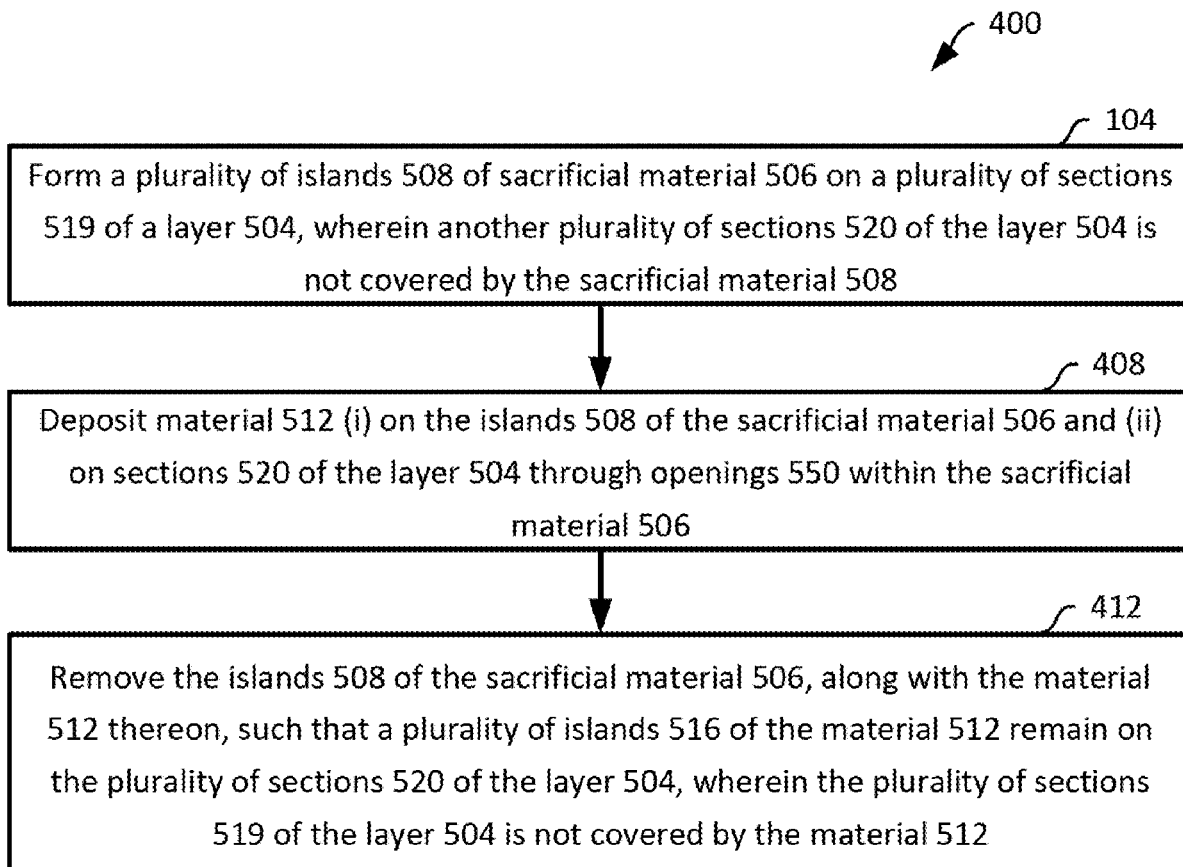 400
104
Form a plurality of islands 508 of sacrificial material 506 on a plurality of sections
519 of a layer 504, wherein another plurality of sections 520 of the layer 504 is
not covered by the sacrificial material 508
408
Deposit material 512 (i) on the islands 508 of the sacrificial material 506 and (ii)
on sections 520 of the layer 504 through openings 550 within the sacrificial
material 506
412
Remove the islands 508 of the sacrificial material 506, along with the material
512 thereon, such that a plurality of islands 516 of the material 512 remain on
the plurality of sections 520 of the layer 504, wherein the plurality of sections
519 of the layer 504 is not covered by the material 512